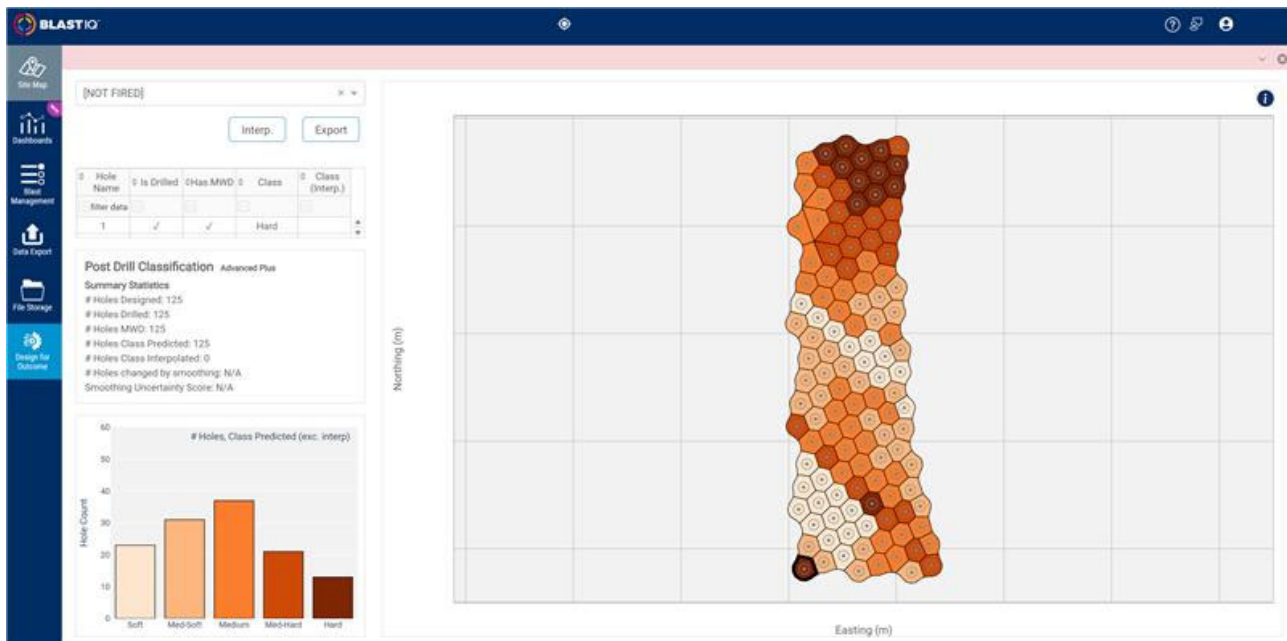 BLASTIQ
Site Map
[NOT FIRED]
Dashboards
Interp.
Export
Blast Management
Hole Name
Is Drilled
Has MWD
Class
Class (Interp.)
filter data
1 ✓ ✓ Hard
Data Export
Post Drill Classification Advanced Plus
Summary Statistics
# Holes Designed: 125
# Holes Drilled: 125
# Holes MWD: 125
# Holes Class Predicted: 125
# Holes Class Interpolated: 0
# Holes changed by smoothing: N/A
Smoothing Uncertainty Score: N/A
File Storage
Design for Outcome
# Holes, Class Predicted (exc. interp)
Hole Count
60
50
40
30
20
10
0
Soft
Med-Soft
Medium
Med-Hard
Hard
Northing (m)
Easting (m)